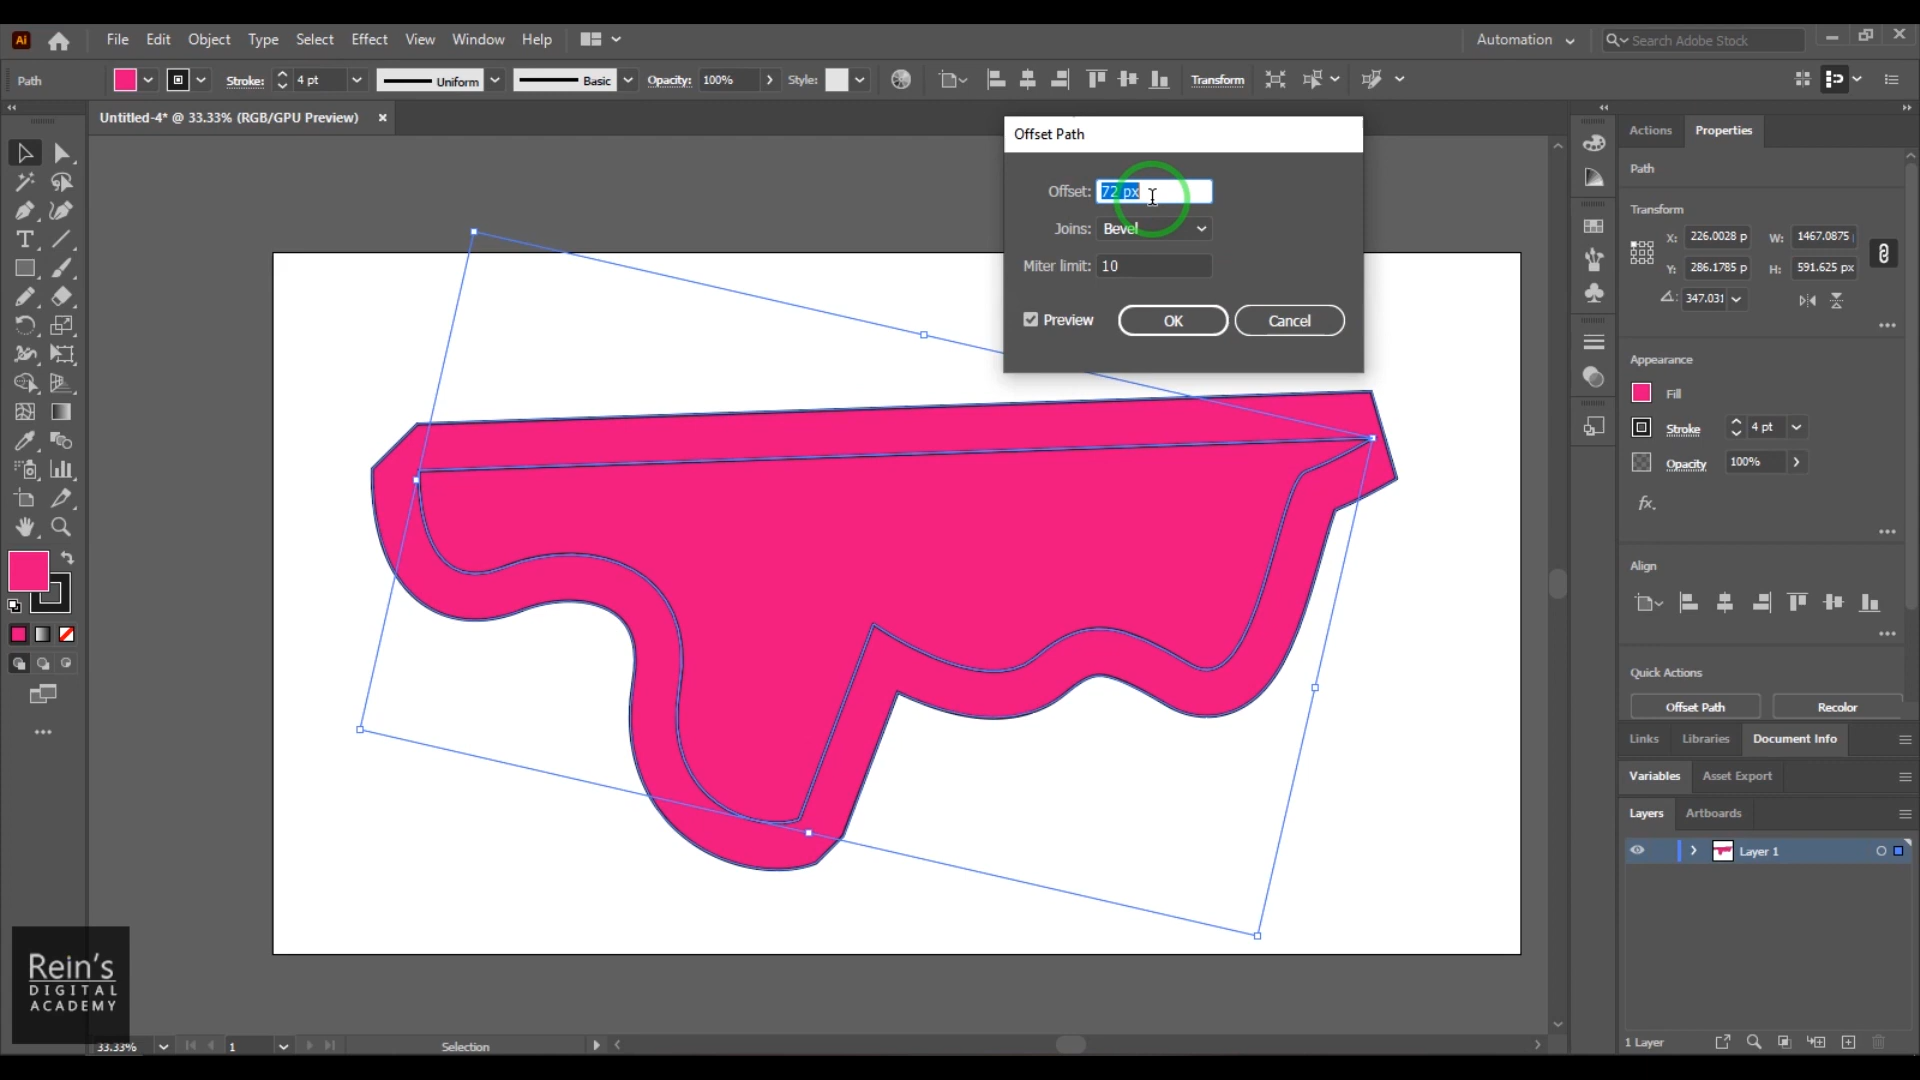 Ai File Edit Object Type Select Effect View Window Help Automation Search Adobe Stock
Path Stroke: 4 pt Uniform Basic Opacity: 100% Style: Transform
Untitled-4* @ 33.33% (RGB/GPU Preview)
Offset Path
Offset: 72 px
Joins: Bevel
Miter limit: 10
Preview OK Cancel
Actions Properties
Path
Transform
X: 226.0028 p W: 1467.0875
Y: 286.1785 p H: 591.625 px
347.031
Appearance
Fill
Stroke 4 pt
Opacity 100%
fx.
Align
Quick Actions
Offset Path Recolor
Links Libraries Document Info
Variables Asset Export
Layers Artboards
Layer 1
1 Layer
Rein's
DIGITAL
ACADEMY
33.33% 1 Selection